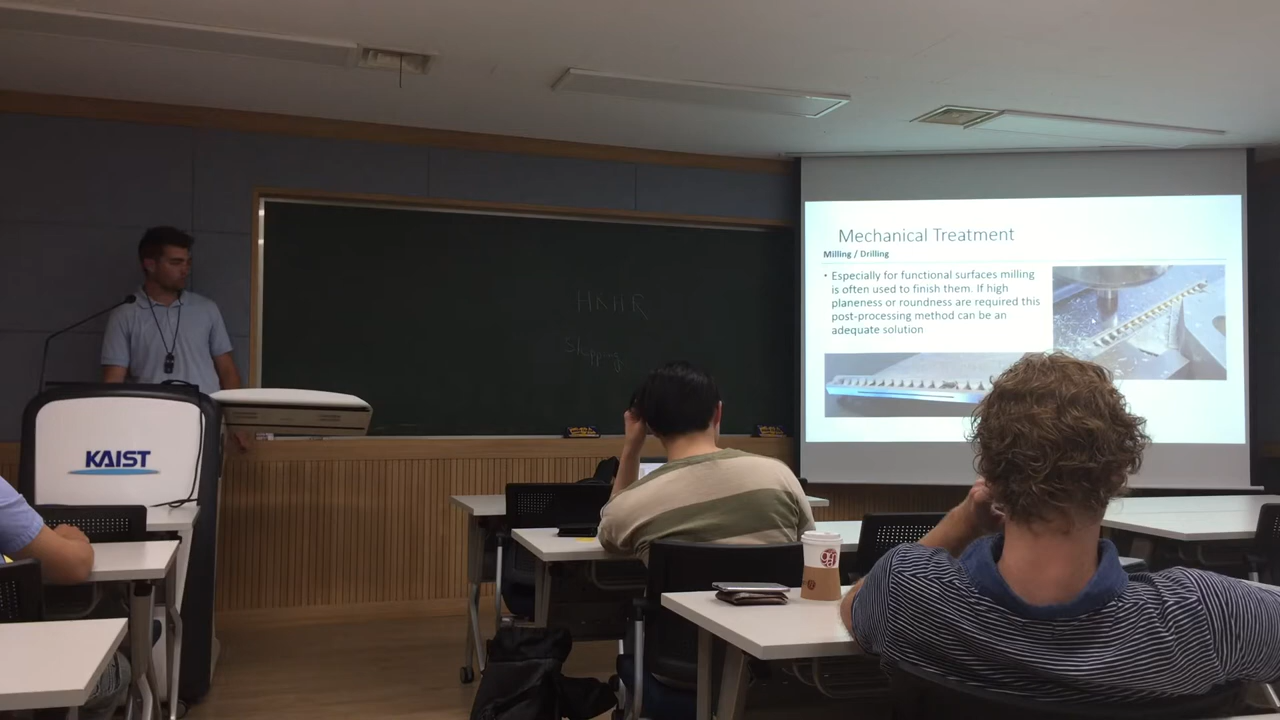 KAIST
Shipping
Mechanical Treatment
Milling / Drilling
• Especially for functional surfaces milling
is often used to finish them. If high
planeness or roundness are required this
post-processing method can be an
adequate solution